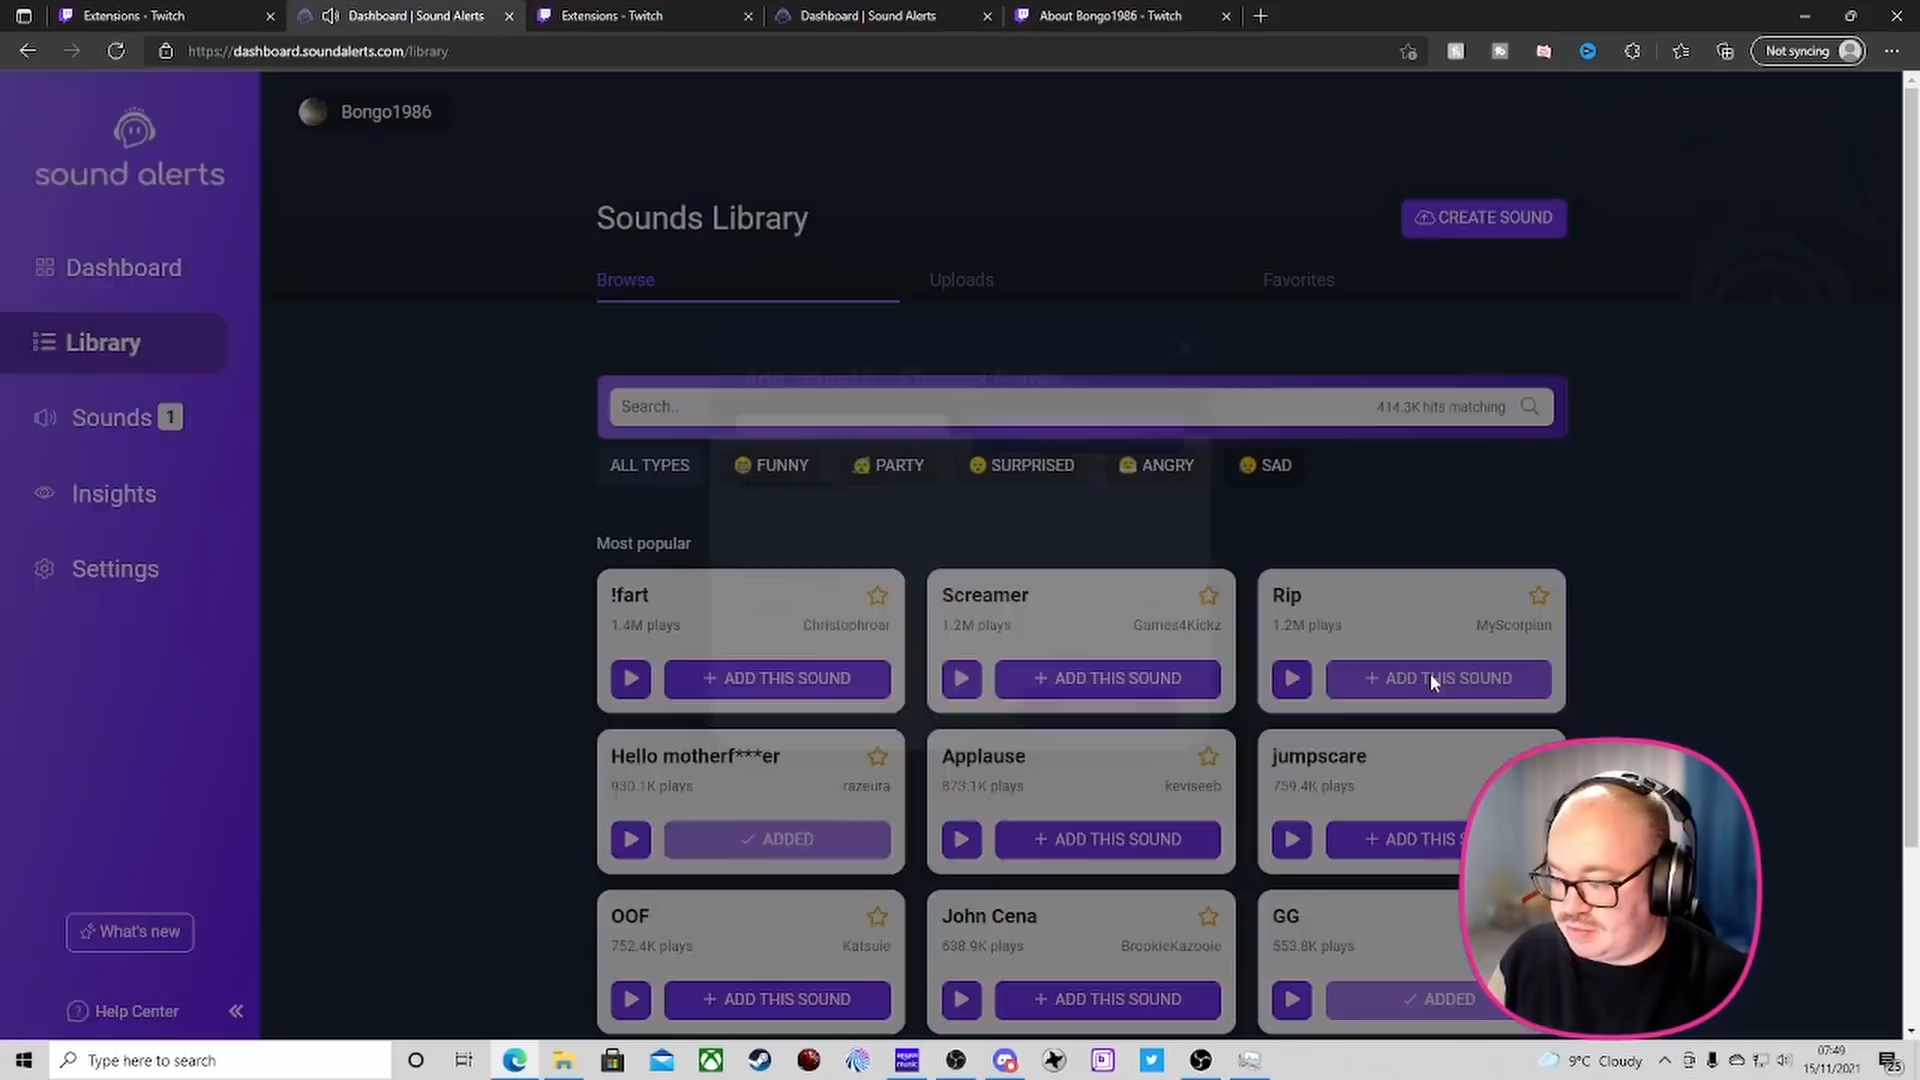 Extensions - Twitch
Dashboard | Sound Alerts
Extensions - Twitch
Dashboard | Sound Alerts
About Bongo1986 - Twitch
https://dashboard.soundalerts.com/library
Not syncing
sound alerts
Bongo1986
Dashboard
Library
Sounds 1
Insights
Settings
What's new
Help Center
Sounds Library
CREATE SOUND
Browse
Uploads
Favorites
Search..
414.3K hits matching
ALL TYPES
FUNNY
PARTY
SURPRISED
ANGRY
SAD
Most popular
!fart
1.4M plays
Christophroar
+ ADD THIS SOUND
Screamer
1.2M plays
Games4Kickz
+ ADD THIS SOUND
Rip
1.2M plays
MyScorpian
+ ADD THIS SOUND
Hello motherf***er
930.1K plays
razeura
ADDED
Applause
873.1K plays
keviseeb
+ ADD THIS SOUND
jumpscare
759.4K plays
+ ADD THIS S
OOF
752.4K plays
Katsuie
+ ADD THIS SOUND
John Cena
638.9K plays
BrookieKazooie
+ ADD THIS SOUND
GG
553.8K plays
ADDED
Type here to search
amazon music
9°C Cloudy
07:49
15/11/2021
25